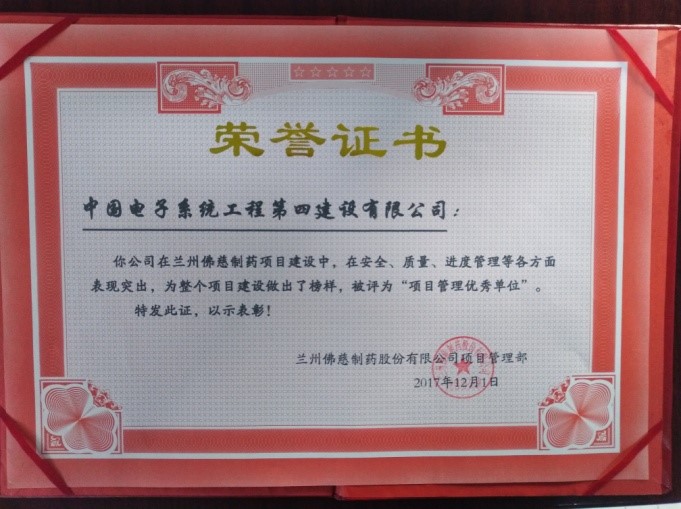 荣誉证书
中国电子系统工程第四建设有限公司：
你公司在兰州佛慈制药项目建设中，在安全、质量、进度管理等各方面
表现突出，为整个项目建设做出了榜样，被评为“项目管理优秀单位”。
特发此证，以示表彰！
兰州佛慈制药股份有限公司项目管理部
2017年12月1日